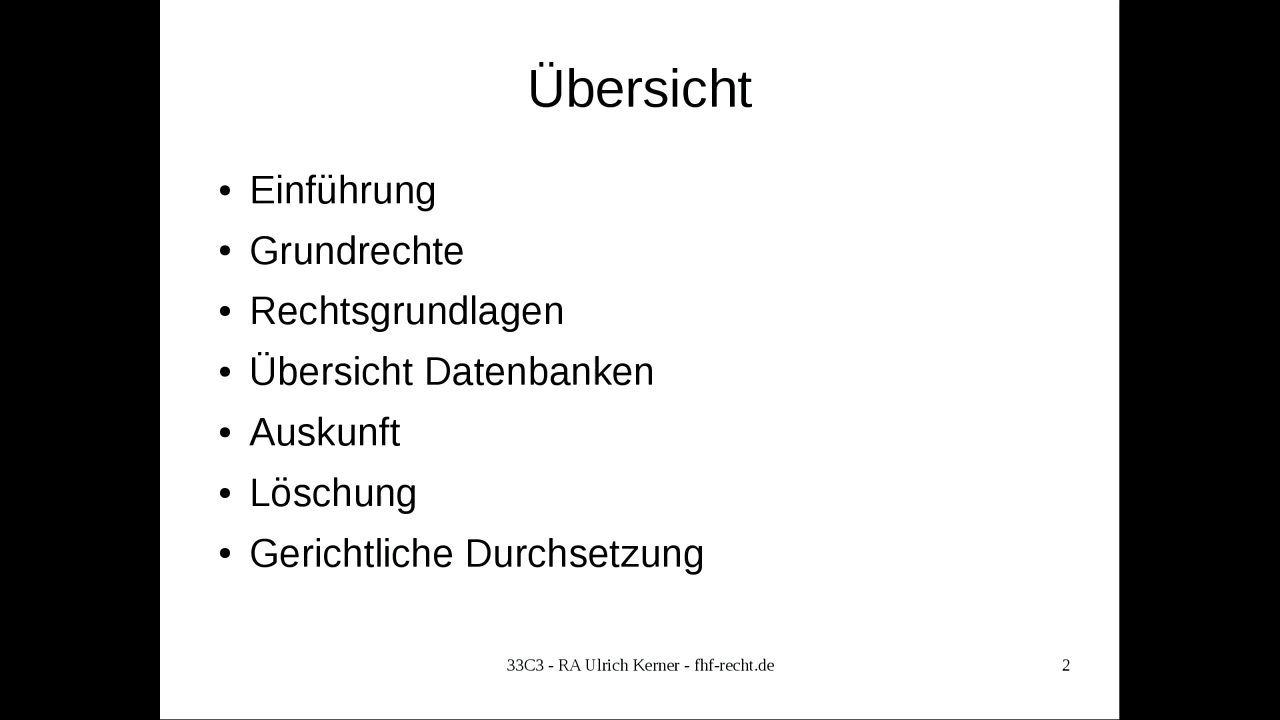 Übersicht
• Einführung
• Grundrechte
• Rechtsgrundlagen
• Übersicht Datenbanken
• Auskunft
• Löschung
• Gerichtliche Durchsetzung
33C3 - RA Ulrich Kerner - fhf-recht.de 2